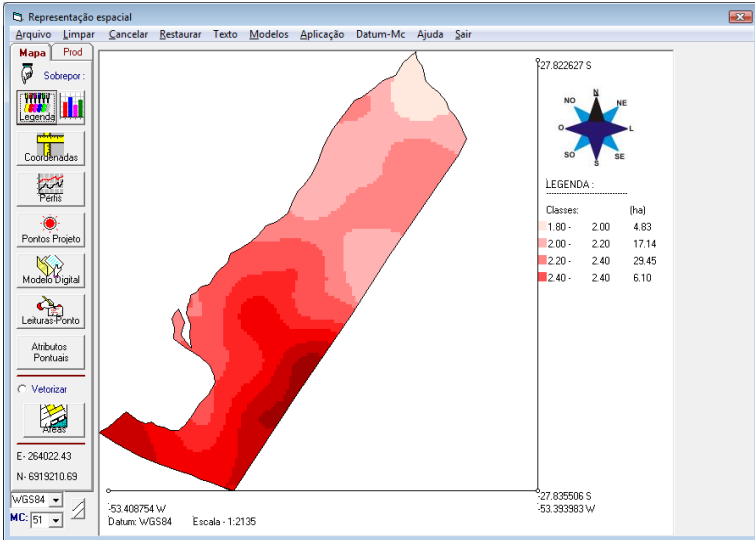 Representação espacial
Arquivo Limpar Cancelar Restaurar Texto Modelos Aplicação Datum-Mc Ajuda Sair
Mapa Prod
Sobrepor :
Legenda
Coordenadas
Perfis
Pontos Projeto
Modelo Digital
Leituras-Ponto
Atributos
Pontuais
Vetorizar
Áreas
E- 264022.43
N- 6919210.69
WGS84
MC: 51
-27.822627 S
N
NO NE
O L
SO SE
S
LEGENDA :
Classes: (ha)
1.80 - 2.00 4.83
2.00 - 2.20 17.14
2.20 - 2.40 29.45
2.40 - 2.40 6.10
-27.835506 S
-53.408754 W -53.393983 W
Datum: WGS84 Escala - 1:2135